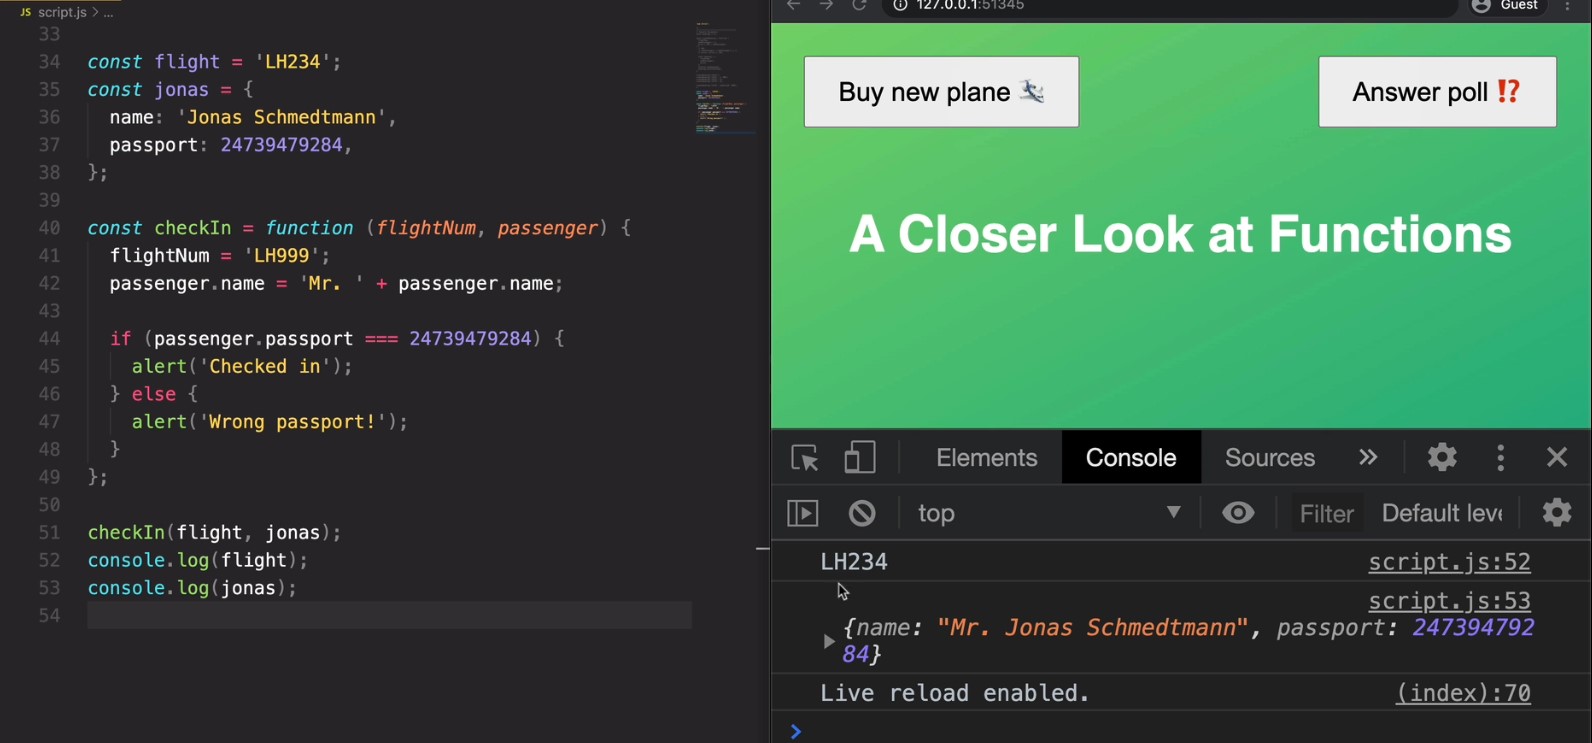 JS script.js > ...
33
34 const flight = 'LH234';
35 const jonas = {
36   name: 'Jonas Schmedtmann',
37   passport: 24739479284,
38 };
39
40 const checkIn = function (flightNum, passenger) {
41   flightNum = 'LH999';
42   passenger.name = 'Mr. ' + passenger.name;
43
44   if (passenger.passport === 24739479284) {
45     alert('Checked in');
46   } else {
47     alert('Wrong passport!');
48   }
49 };
50
51 checkIn(flight, jonas);
52 console.log(flight);
53 console.log(jonas);
54
127.0.0.1:51345 Guest
Buy new plane 🛩 Answer poll ⁉️
A Closer Look at Functions
Elements Console Sources »
top ▼ Filter Default leve
LH234 script.js:52
script.js:53
{name: "Mr. Jonas Schmedtmann", passport: 247394792
84}
Live reload enabled. (index):70
>